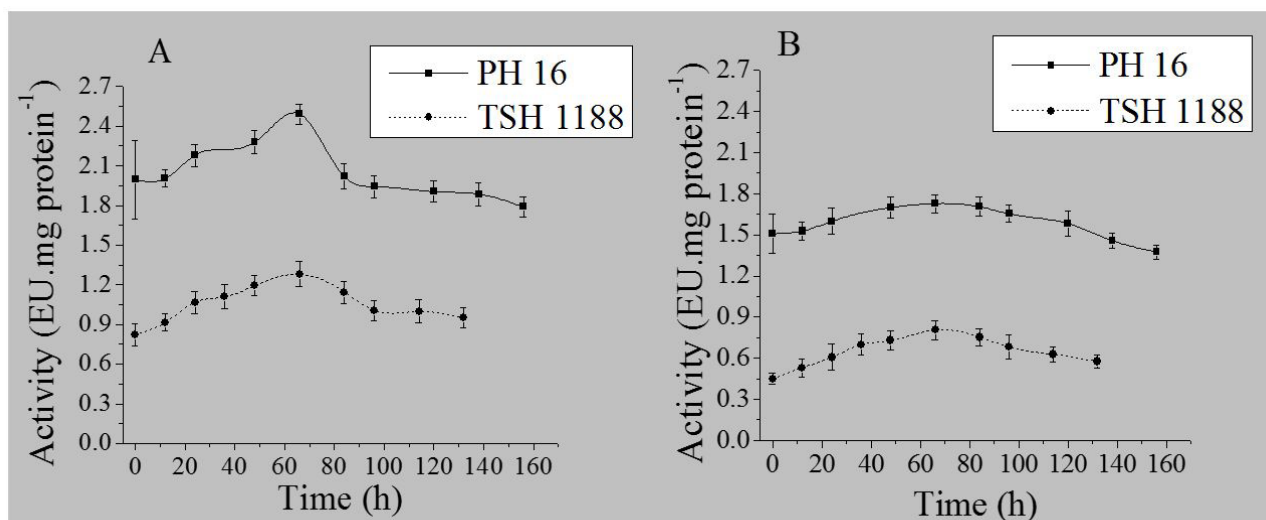 A
PH 16
TSH 1188
Activity (EU.mg protein⁻¹)
2.7
2.4
2.1
1.8
1.5
1.2
0.9
0.6
0.3
0.0
0 20 40 60 80 100 120 140 160
Time (h)
B
PH 16
TSH 1188
Activity (EU.mg protein⁻¹)
2.7
2.4
2.1
1.8
1.5
1.2
0.9
0.6
0.3
0.0
0 20 40 60 80 100 120 140 160
Time (h)